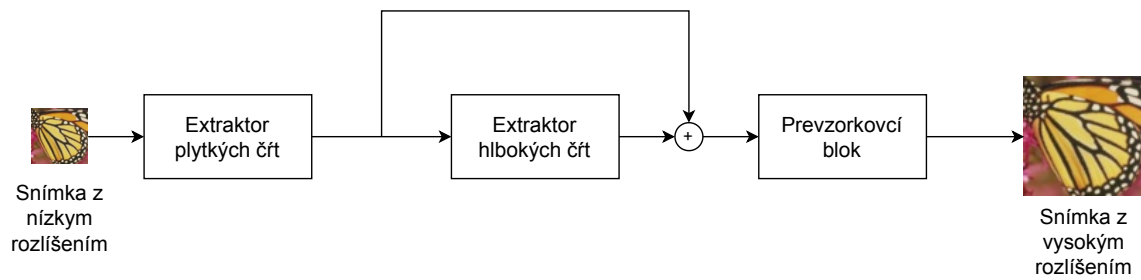 Snímka z
nízkym
rozlíšením
Extraktor
plytkých čŕt
Extraktor
hlbokých čŕt
+
Prevzorkovcí
blok
Snímka z
vysokým
rozlíšením